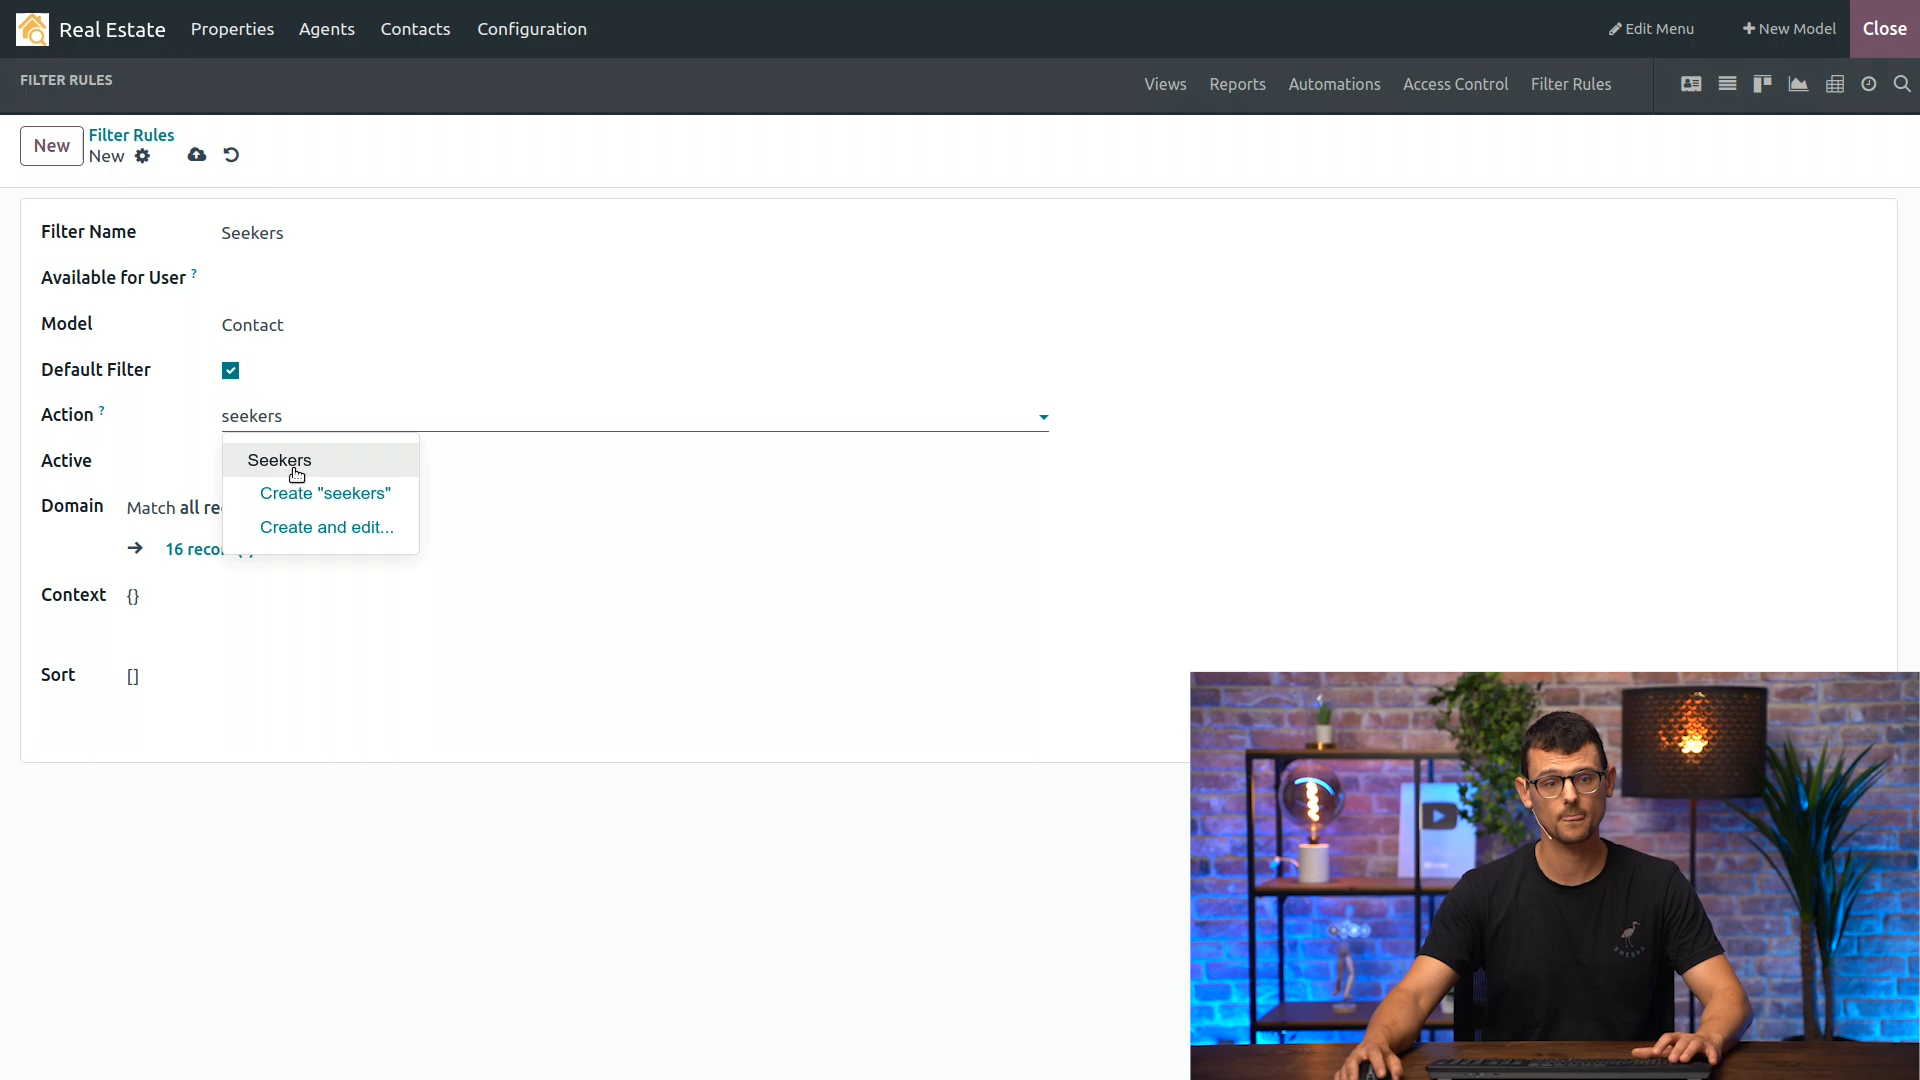 Real Estate Properties Agents Contacts Configuration Edit Menu New Model Close
FILTER RULES Views Reports Automations Access Control Filter Rules
New Filter Rules
New
Filter Name Seekers
Available for User ?
Model Contact
Default Filter
Action ? seekers
Active Seekers
Create "seekers"
Domain Match all re
Create and edit...
16 reco
Context {}
Sort []